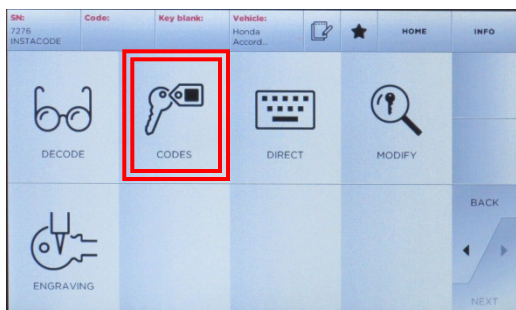 SN: Code: Key blank: Vehicle:
7276 Honda HOME INFO
INSTACODE Accord...
DECODE CODES DIRECT MODIFY
BACK
ENGRAVING
NEXT